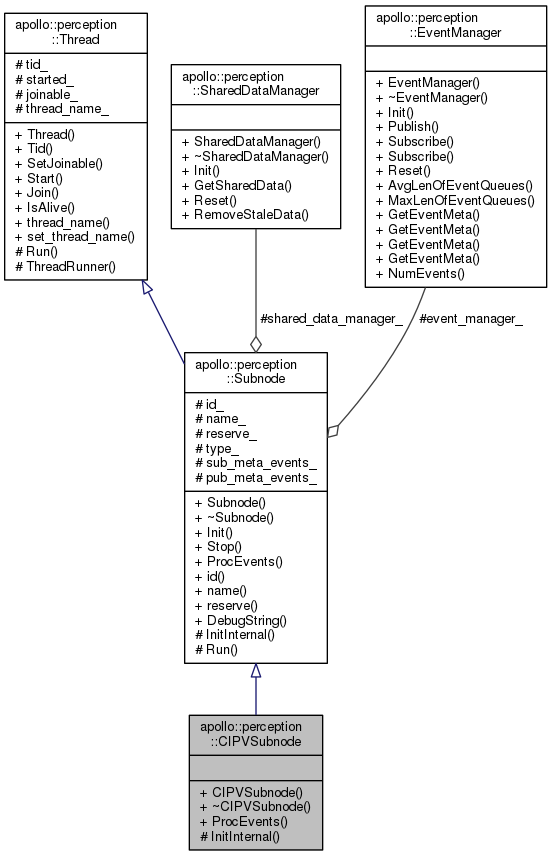 apollo::perception
::Thread
# tid_
# started_
# joinable_
# thread_name_
+ Thread()
+ Tid()
+ SetJoinable()
+ Start()
+ Join()
+ IsAlive()
+ thread_name()
+ set_thread_name()
# Run()
# ThreadRunner()
apollo::perception
::SharedDataManager
+ SharedDataManager()
+ ~SharedDataManager()
+ Init()
+ GetSharedData()
+ Reset()
+ RemoveStaleData()
apollo::perception
::EventManager
+ EventManager()
+ ~EventManager()
+ Init()
+ Publish()
+ Subscribe()
+ Subscribe()
+ Reset()
+ AvgLenOfEventQueues()
+ MaxLenOfEventQueues()
+ GetEventMeta()
+ GetEventMeta()
+ GetEventMeta()
+ GetEventMeta()
+ NumEvents()
#shared_data_manager_
#event_manager_
apollo::perception
::Subnode
# id_
# name_
# reserve_
# type_
# sub_meta_events_
# pub_meta_events_
+ Subnode()
+ ~Subnode()
+ Init()
+ Stop()
+ ProcEvents()
+ id()
+ name()
+ reserve()
+ DebugString()
# InitInternal()
# Run()
apollo::perception
::CIPVSubnode
+ CIPVSubnode()
+ ~CIPVSubnode()
+ ProcEvents()
# InitInternal()